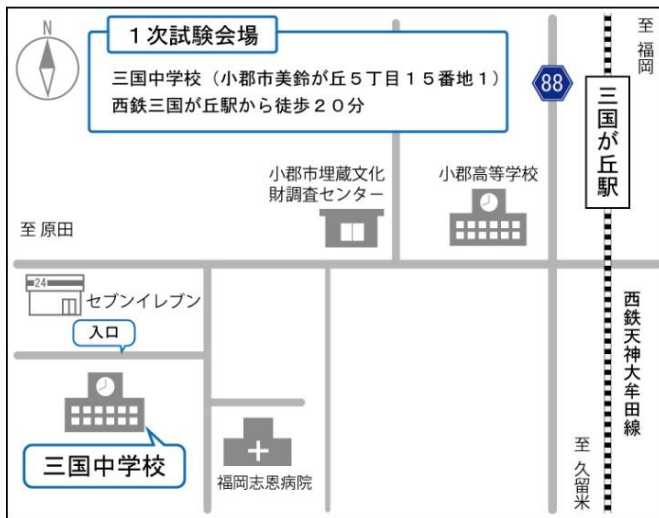 N
1次試験会場
三国中学校（小郡市美鈴が丘５丁目１５番地１）
西鉄三国が丘駅から徒歩２０分
88
至 福岡
三国が丘駅
小郡市埋蔵文化
財調査センター
小郡高等学校
至 原田
24
セブンイレブン
入口
西鉄天神大牟田線
三国中学校
福岡志恩病院
至 久留米